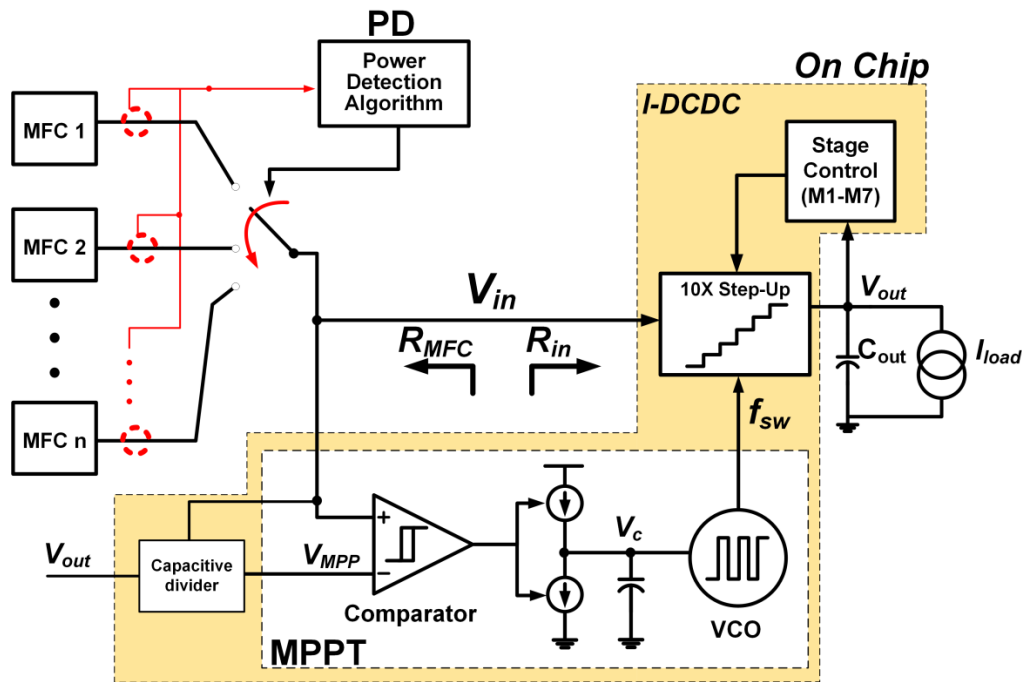 PD
Power
Detection
Algorithm
On Chip
I-DCDC
MFC 1
Stage
Control
(M1-M7)
MFC 2
Vin
10X Step-Up
Vout
RMFC
Rin
Cout
Iload
MFC n
fsw
Vout
Capacitive
divider
VMPP
+
−
Comparator
Vc
VCO
MPPT